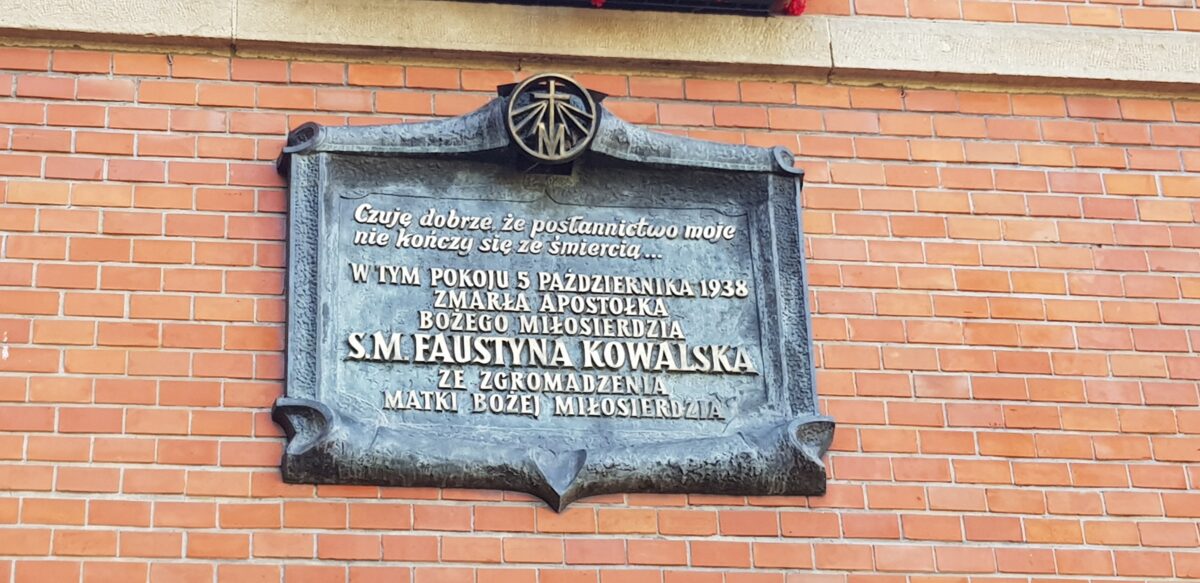 M
Czuję dobrze, że posłannictwo moje
nie kończy się ze śmiercią...
W TYM POKOJU 5 PAŹDZIERNIKA 1938
ZMARŁA APOSTOŁKA
BOŻEGO MIŁOSIERDZIA
S.M. FAUSTYNA KOWALSKA
ZE ZGROMADZENIA
MATKI BOŻEJ MIŁOSIERDZIA